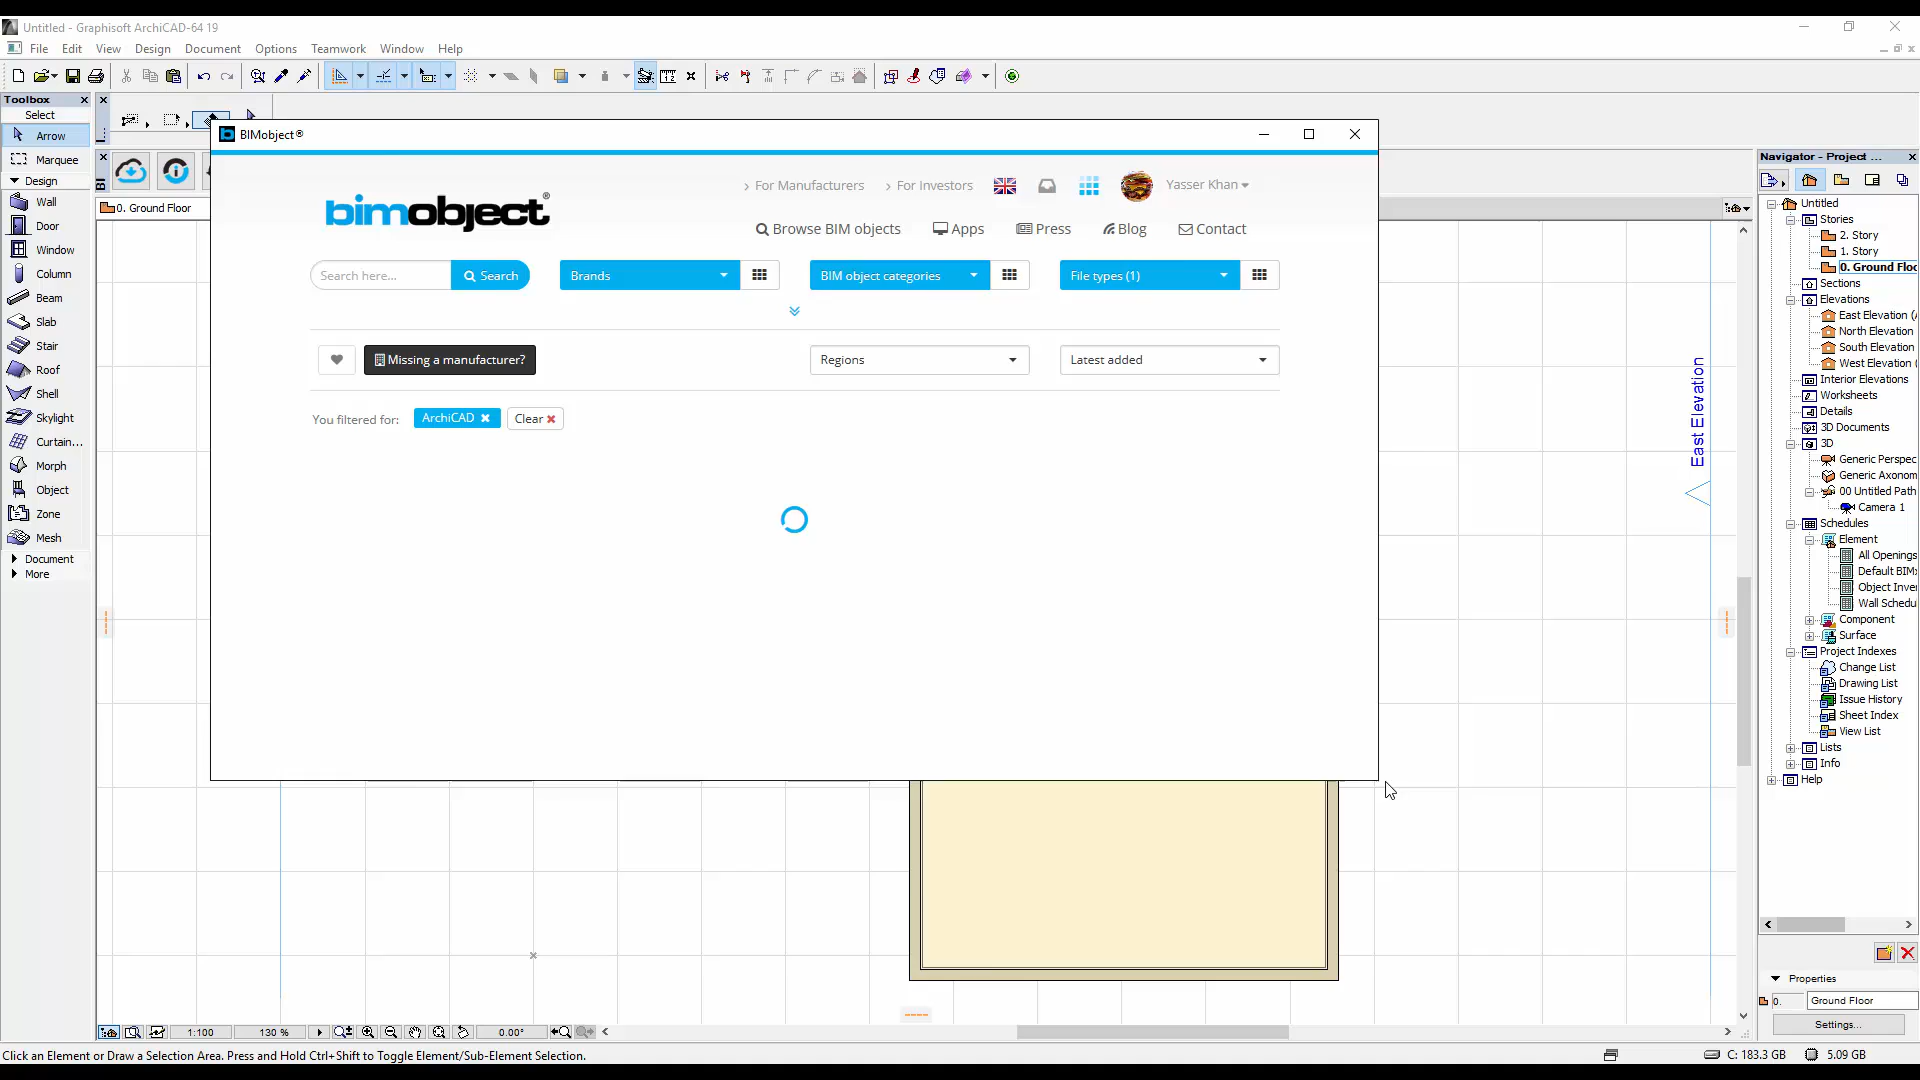 Untitled - Graphisoft ArchiCAD-64 19
File Edit View Design Document Options Teamwork Window Help
Toolbox
Select
Arrow
Marquee
Design
Wall
Door
Window
Column
Beam
Slab
Stair
Roof
Shell
Skylight
Curtain...
Morph
Object
Zone
Mesh
Document
More
BI
0. Ground Floor
BIMobject®
bimobject®
For Manufacturers
For Investors
Yasser Khan
Browse BIM objects
Apps
Press
Blog
Contact
Search here...
Search
Brands
BIM object categories
File types (1)
Missing a manufacturer?
Regions
Latest added
You filtered for:
ArchiCAD
Clear
East Elevation
Navigator - Project ...
Untitled
Stories
2. Story
1. Story
0. Ground Floo
Sections
Elevations
East Elevation (
North Elevation
South Elevation
West Elevation (
Interior Elevations
Worksheets
Details
3D Documents
3D
Generic Perspec
Generic Axonom
00 Untitled Path
Camera 1
Schedules
Element
All Openings
Default BIMx
Object Inve
Wall Schedu
Component
Surface
Project Indexes
Change List
Drawing List
Issue History
Sheet Index
View List
Lists
Info
Help
Properties
0.
Ground Floor
Settings...
1:100
130 %
0.00°
Click an Element or Draw a Selection Area. Press and Hold Ctrl+Shift to Toggle Element/Sub-Element Selection.
C: 183.3 GB
5.09 GB